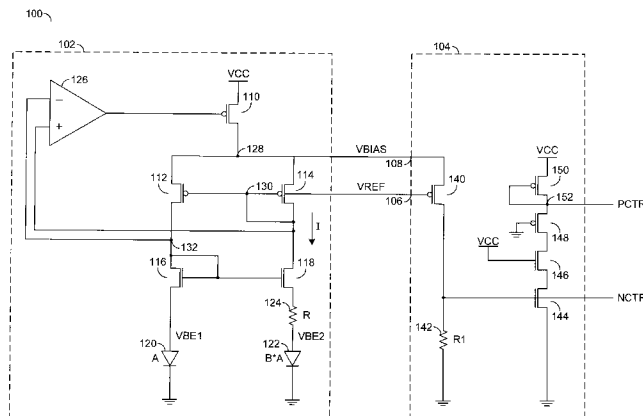 100
102
104
126
−
+
VCC
110
VCC
128
VBIAS
108
150
112
130
114
VREF
140
106
152
PCTR
I
148
132
VCC
146
116
118
144
NCTR
124
R
142
R1
VBE1
VBE2
120
A
122
B*A